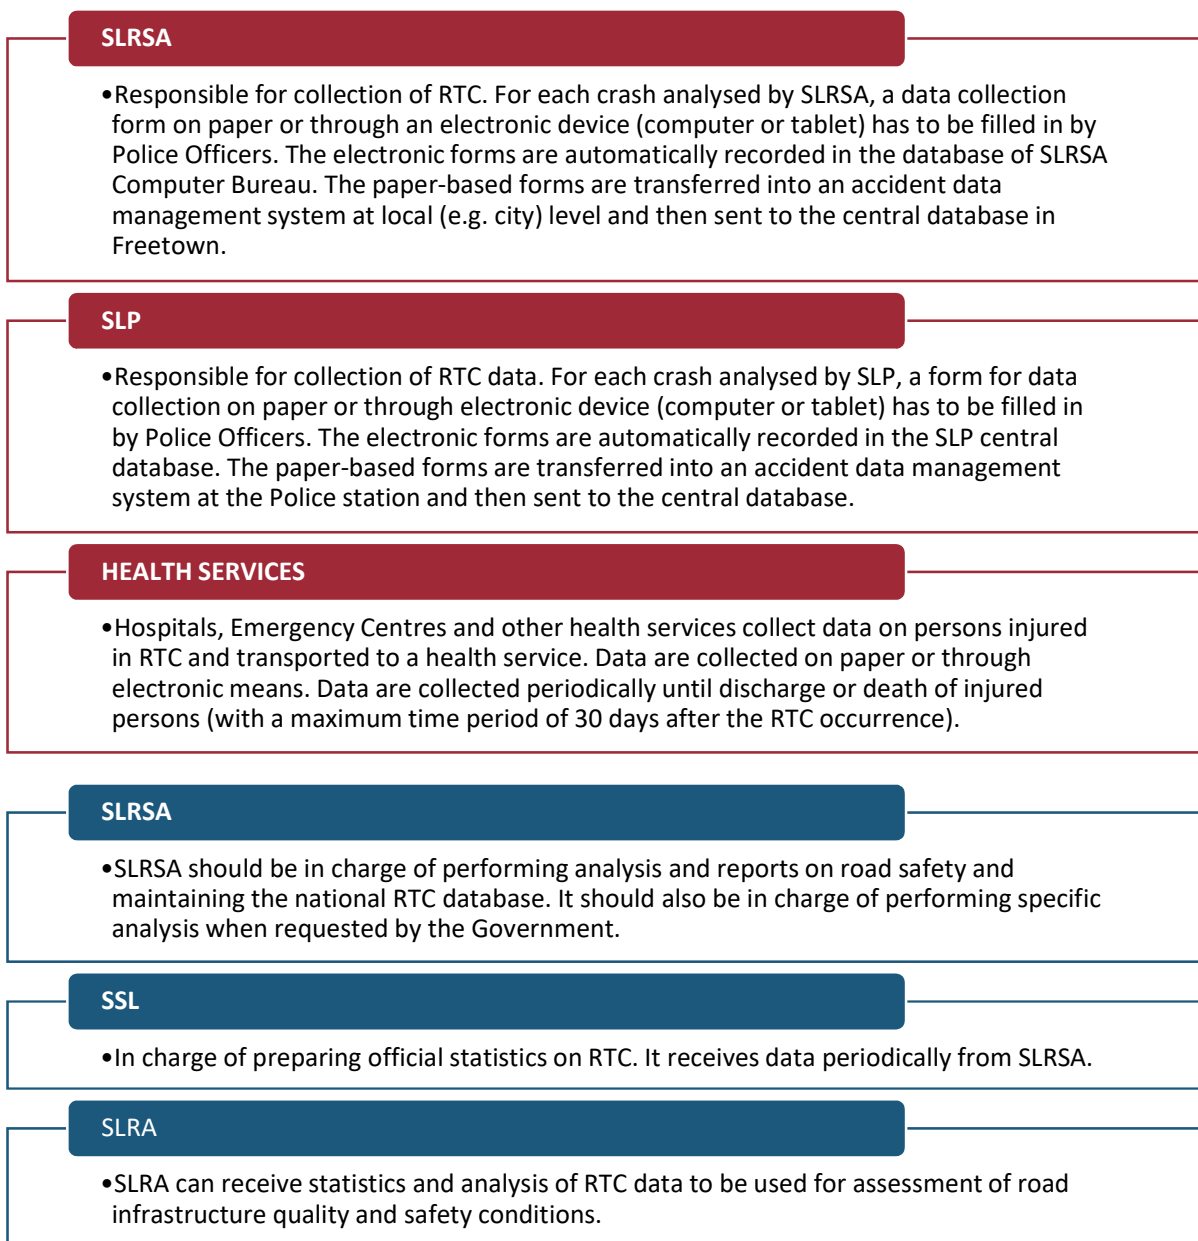 SLRSA
•Responsible for collection of RTC. For each crash analysed by SLRSA, a data collection
form on paper or through an electronic device (computer or tablet) has to be filled in by
Police Officers. The electronic forms are automatically recorded in the database of SLRSA
Computer Bureau. The paper-based forms are transferred into an accident data
management system at local (e.g. city) level and then sent to the central database in
Freetown.
SLP
•Responsible for collection of RTC data. For each crash analysed by SLP, a form for data
collection on paper or through electronic device (computer or tablet) has to be filled in
by Police Officers. The electronic forms are automatically recorded in the SLP central
database. The paper-based forms are transferred into an accident data management
system at the Police station and then sent to the central database.
HEALTH SERVICES
•Hospitals, Emergency Centres and other health services collect data on persons injured
in RTC and transported to a health service. Data are collected on paper or through
electronic means. Data are collected periodically until discharge or death of injured
persons (with a maximum time period of 30 days after the RTC occurrence).
SLRSA
•SLRSA should be in charge of performing analysis and reports on road safety and
maintaining the national RTC database. It should also be in charge of performing specific
analysis when requested by the Government.
SSL
•In charge of preparing official statistics on RTC. It receives data periodically from SLRSA.
SLRA
•SLRA can receive statistics and analysis of RTC data to be used for assessment of road
infrastructure quality and safety conditions.